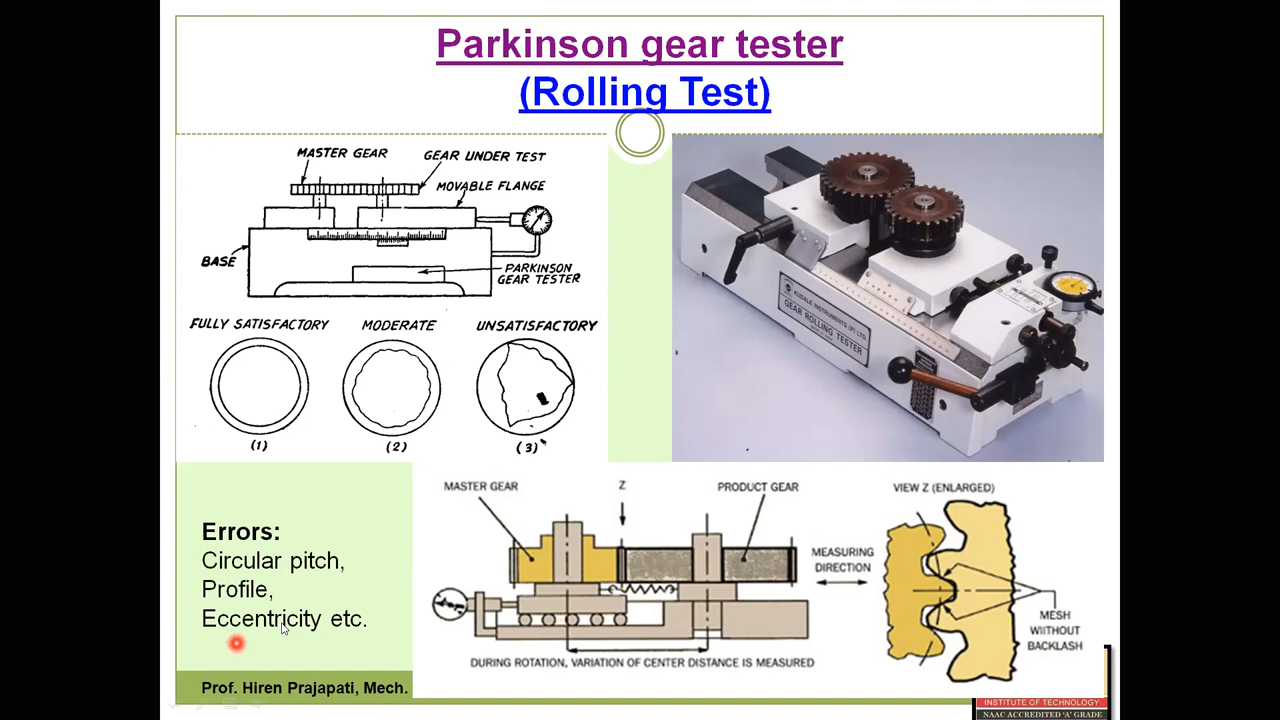 Parkinson gear tester
(Rolling Test)
MASTER GEAR
GEAR UNDER TEST
MOVABLE FLANGE
BASE
PARKINSON
GEAR TESTER
FULLY SATISFACTORY
MODERATE
UNSATISFACTORY
(1)
(2)
(3)
KUDALE INSTRUMENTS (P) LTD.
GEAR ROLLING TESTER
Errors:
Circular pitch,
Profile,
Eccentricity etc.
MASTER GEAR
Z
PRODUCT GEAR
VIEW Z (ENLARGED)
MEASURING
DIRECTION
MESH
WITHOUT
BACKLASH
DURING ROTATION, VARIATION OF CENTER DISTANCE IS MEASURED
Prof. Hiren Prajapati, Mech.
INSTITUTE OF TECHNOLOGY
NAAC ACCREDITED 'A' GRADE